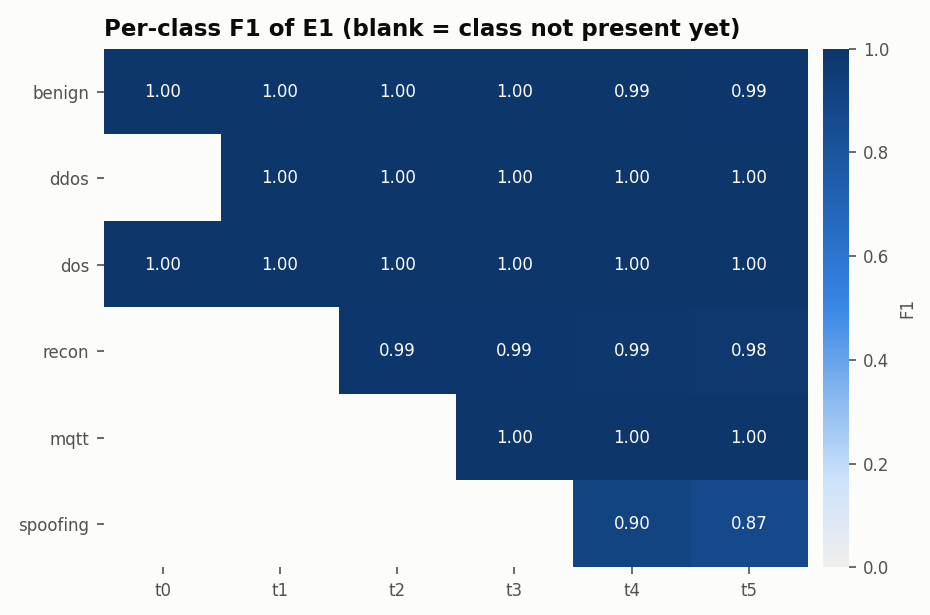 Per-class F1 of E1 (blank = class not present yet)
benign 1.00 1.00 1.00 1.00 0.99 0.99
ddos 1.00 1.00 1.00 1.00 1.00
dos 1.00 1.00 1.00 1.00 1.00 1.00
recon 0.99 0.99 0.99 0.98
mqtt 1.00 1.00 1.00
spoofing 0.90 0.87
t0 t1 t2 t3 t4 t5
1.0
0.8
0.6
0.4
0.2
0.0
F1